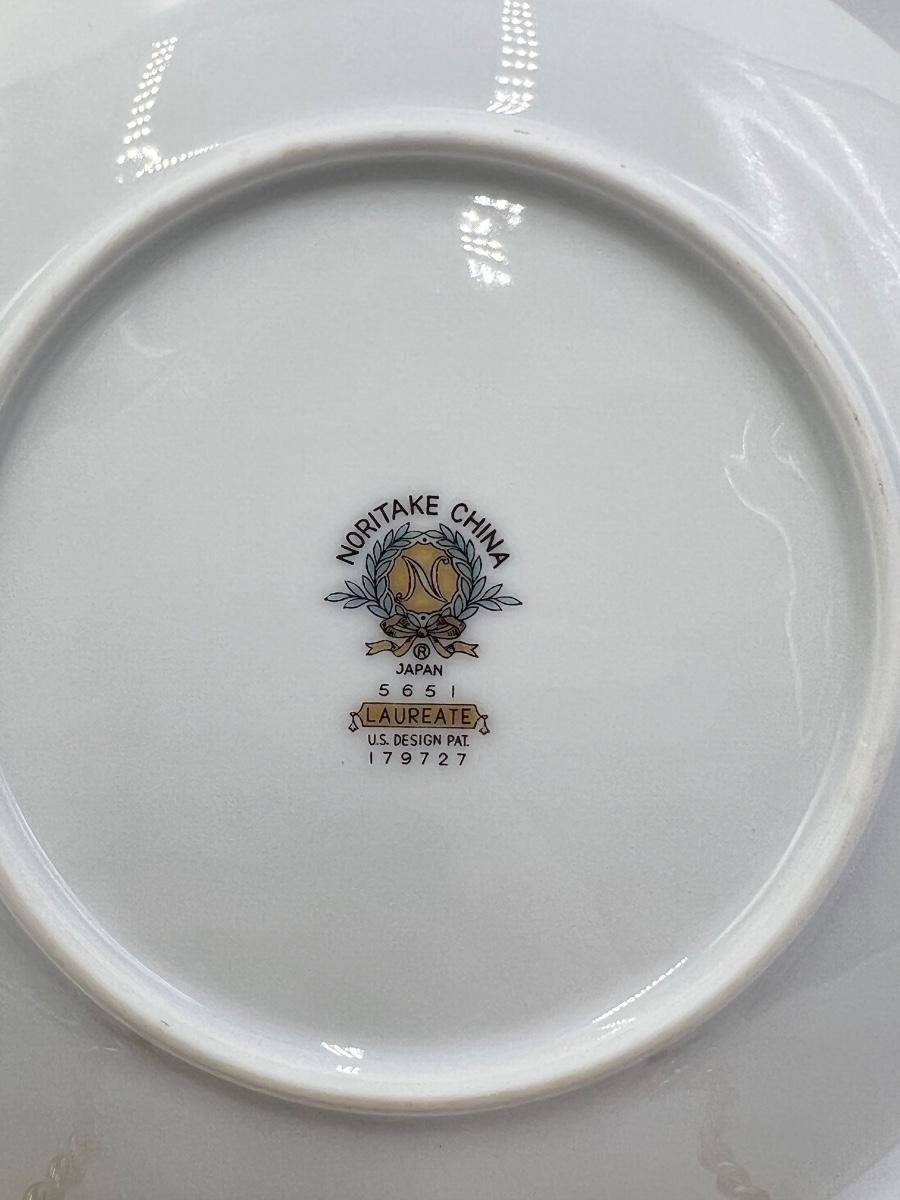 NORITAKE CHINA
N
®
JAPAN
5651
LAUREATE
U.S. DESIGN PAT.
179727